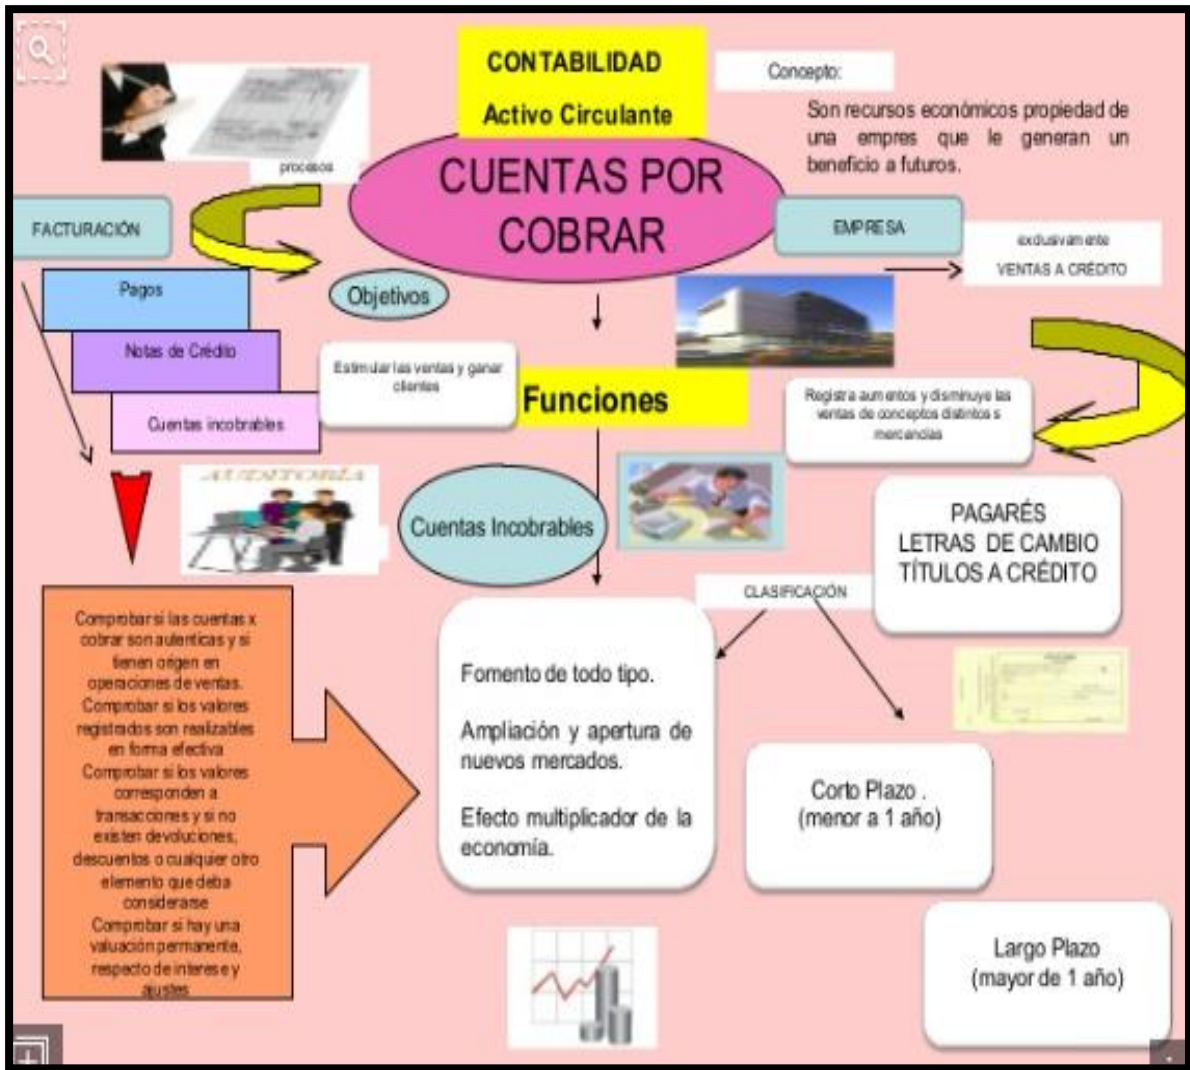 CONTABILIDAD
Activo Circulante
CUENTAS POR
COBRAR
Concepto:
Son recursos económicos propiedad de
una empres que le generan un
beneficio a futuros.
procesos
FACTURACIÓN
EMPRESA
exclusivamente
VENTAS A CRÉDITO
Pagos
Notas de Crédito
Cuentas incobrables
Objetivos
Estimular las ventas y ganar
clientes
Funciones
Registra aumentos y disminuye las
ventas de conceptos distintos s
mercancias
AUDITORÍA
Cuentas Incobrables
PAGARÉS
LETRAS DE CAMBIO
TÍTULOS A CRÉDITO
CLASIFICACIÓN
Comprobar si las cuentas x
cobrar son autenticas y si
tienen origen en
operaciones de ventas.
Comprobar si los valores
registrados son realizables
en forma efectiva
Comprobar si los valores
corresponden a
transacciones y si no
existen devoluciones,
descuentos o cualquier otro
elemento que deba
considerarse
Comprobar si hay una
valuación permanente,
respecto de interese y
ajustes
Fomento de todo tipo.
Ampliación y apertura de
nuevos mercados.
Efecto multiplicador de la
economía.
Corto Plazo .
(menor a 1 año)
Largo Plazo
(mayor de 1 año)